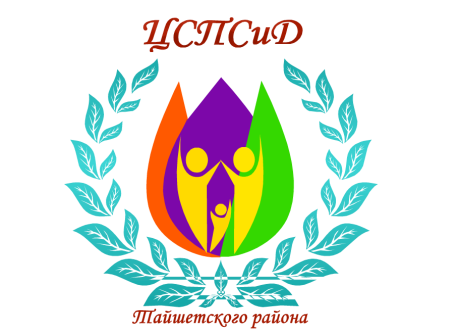 ЦСПСиД
Тайшетского района